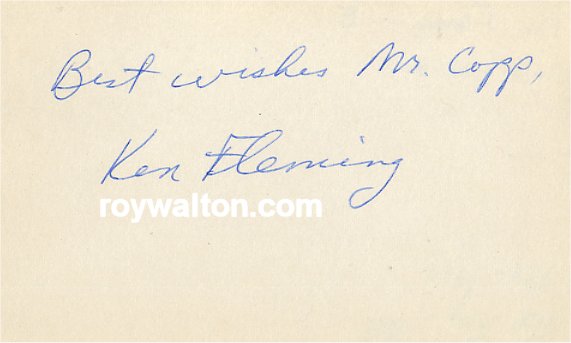 Best wishes Mr. Copp,
Ken Fleming
roywalton.com